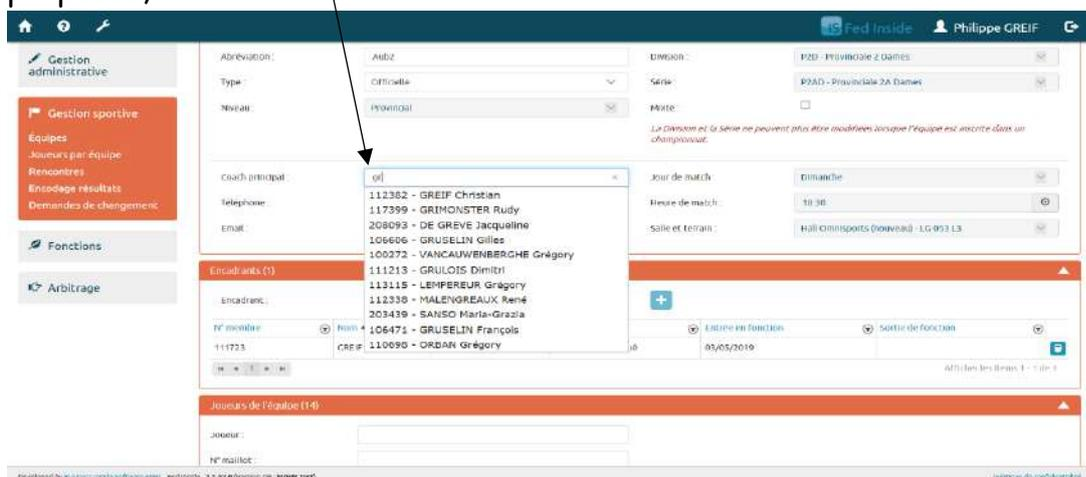 Fed Inside Philippe GREIF
Gestion administrative
Gestion sportive
Équipes
Joueurs par équipe
Rencontres
Encodage résultats
Demandes de changement
Fonctions
Arbitrage
Abréviation : Aub2 Division : P2D - Provinciale 2 Dames
Type : Officielle Série : P2AD - Provinciale 2A Dames
Niveau : Provincial Mixte
La Division et la Série ne peuvent plus être modifiées lorsque l'équipe est inscrite dans un championnat.
Coach principal : Jour de match : Dimanche
112382 - GREIF Christian
117399 - GRIMONSTER Rudy
208093 - DE GREVE Jacqueline
106606 - GRUSELIN Gilles
100272 - VANCAUWENBERGHE Grégory
111213 - GRULOIS Dimitri
113115 - LEMPEREUR Grégory
112338 - MALENGREAUX René
203439 - SANSO Maria-Grazia
106471 - GRUSELIN François
110698 - ORBAN Grégory
Téléphone : Heure de match : 10:30
Email : Salle et terrain : Hall Omnisports (nouveau) - LG 053 L3
Encadrants (1)
Encadrant :
N° membre Nom Entrée en fonction Sortie de fonction
111723 GREIF 03/05/2019
1
Joueurs de l'équipe (14)
Joueur :
N° maillot :